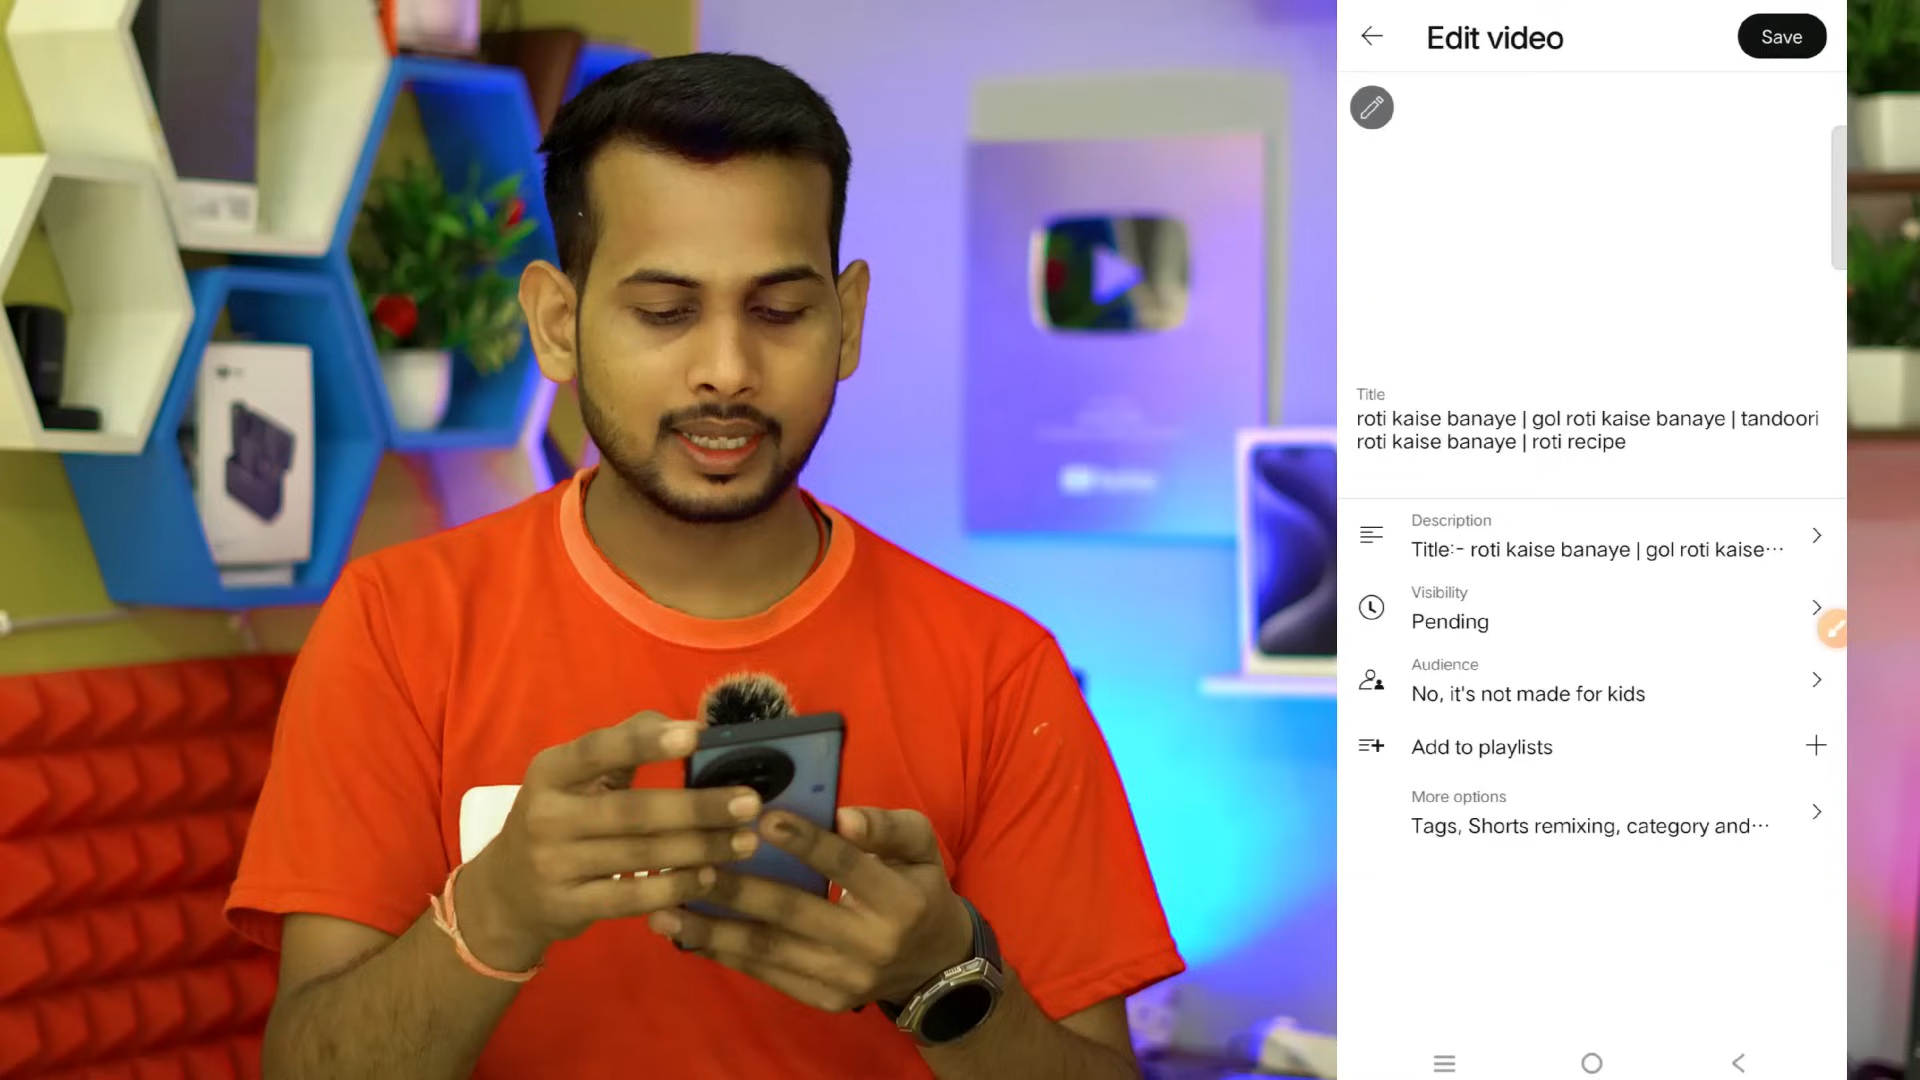 Edit video
Save
Title
roti kaise banaye | gol roti kaise banaye | tandoori
roti kaise banaye | roti recipe
Description
Title:- roti kaise banaye | gol roti kaise···
Visibility
Pending
Audience
No, it's not made for kids
Add to playlists
More options
Tags, Shorts remixing, category and···